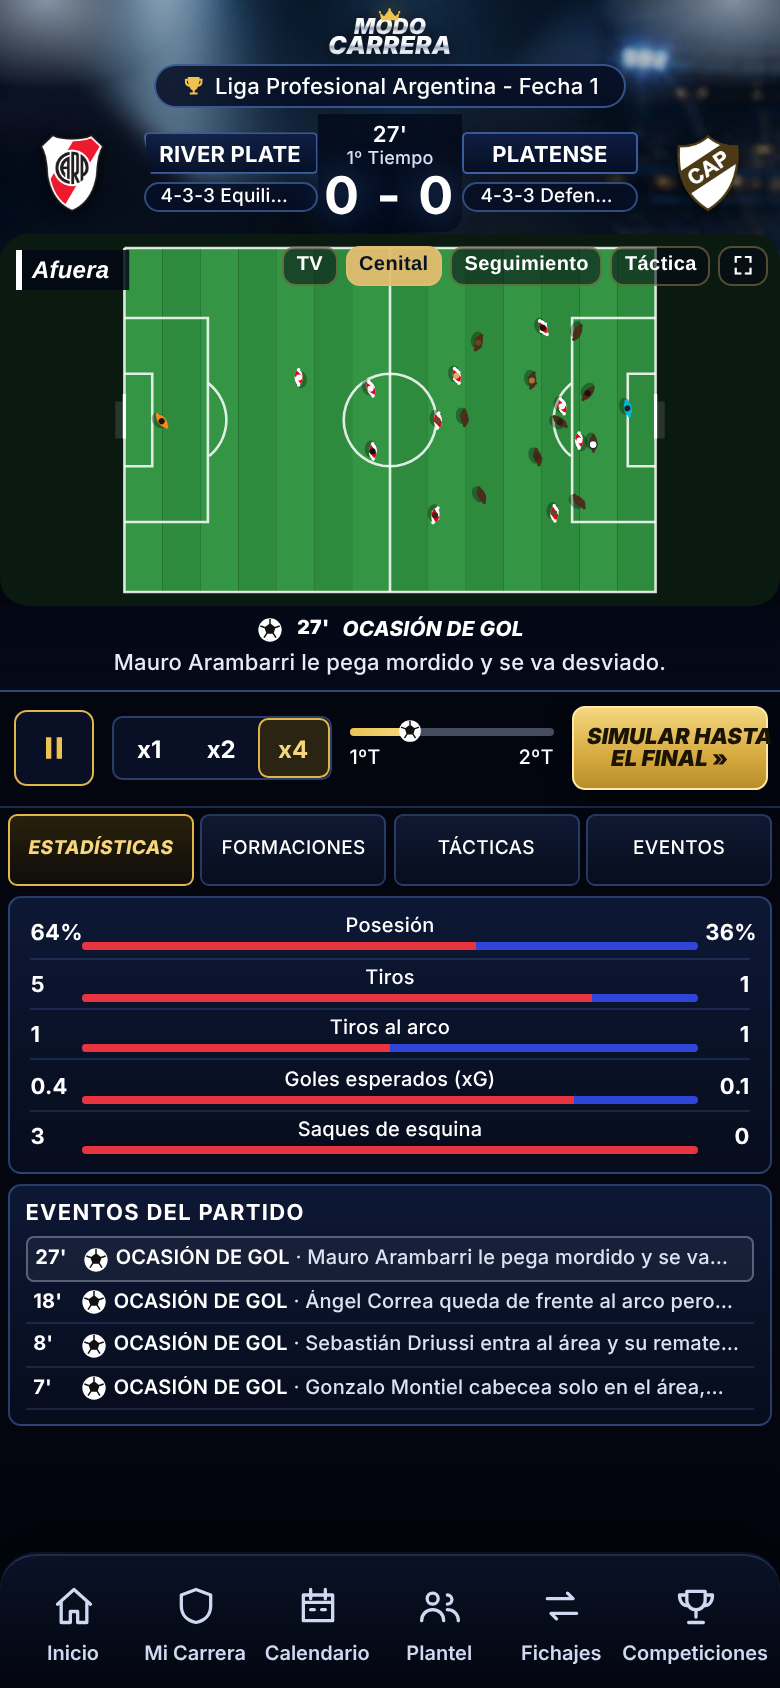 MODO
CARRERA
Liga Profesional Argentina - Fecha 1
27'
RIVER PLATE
1º Tiempo
PLATENSE
4-3-3 Equili...
0 - 0
4-3-3 Defen...
CARP
CAP
Afuera
TV
Cenital
Seguimiento
Táctica
27' OCASIÓN DE GOL
Mauro Arambarri le pega mordido y se va desviado.
x1
x2
x4
1ºT
2ºT
SIMULAR HASTA
EL FINAL »
ESTADÍSTICAS
FORMACIONES
TÁCTICAS
EVENTOS
64% Posesión 36%
5 Tiros 1
1 Tiros al arco 1
0.4 Goles esperados (xG) 0.1
3 Saques de esquina 0
EVENTOS DEL PARTIDO
27' OCASIÓN DE GOL · Mauro Arambarri le pega mordido y se va...
18' OCASIÓN DE GOL · Ángel Correa queda de frente al arco pero...
8' OCASIÓN DE GOL · Sebastián Driussi entra al área y su remate...
7' OCASIÓN DE GOL · Gonzalo Montiel cabecea solo en el área,...
Inicio
Mi Carrera
Calendario
Plantel
Fichajes
Competiciones